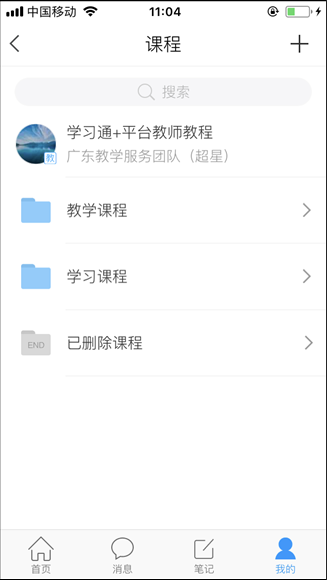 中国移动 11:04
课程
搜索
学习通+平台教师教程
教
广东教学服务团队（超星）
教学课程
学习课程
END
已删除课程
首页 消息 笔记 我的